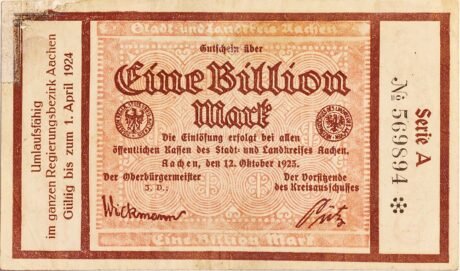 Umlaufsfähig
im ganzen Regierungsbezirk Aachen
Gültig bis zum 1. April 1924
Stadt- und Landkreis Aachen
Gutschein über
Eine Billion
Mark
Die Einlösung erfolgt bei allen
öffentlichen Kassen des Stadt- und Landkreises Aachen.
Aachen, den 12. Oktober 1923.
Der Oberbürgermeister
J. D.:
Wickmann
Der Vorsitzende
des Kreisausschusses
Eine Billion Mark
Serie A
№ 569894 ✻